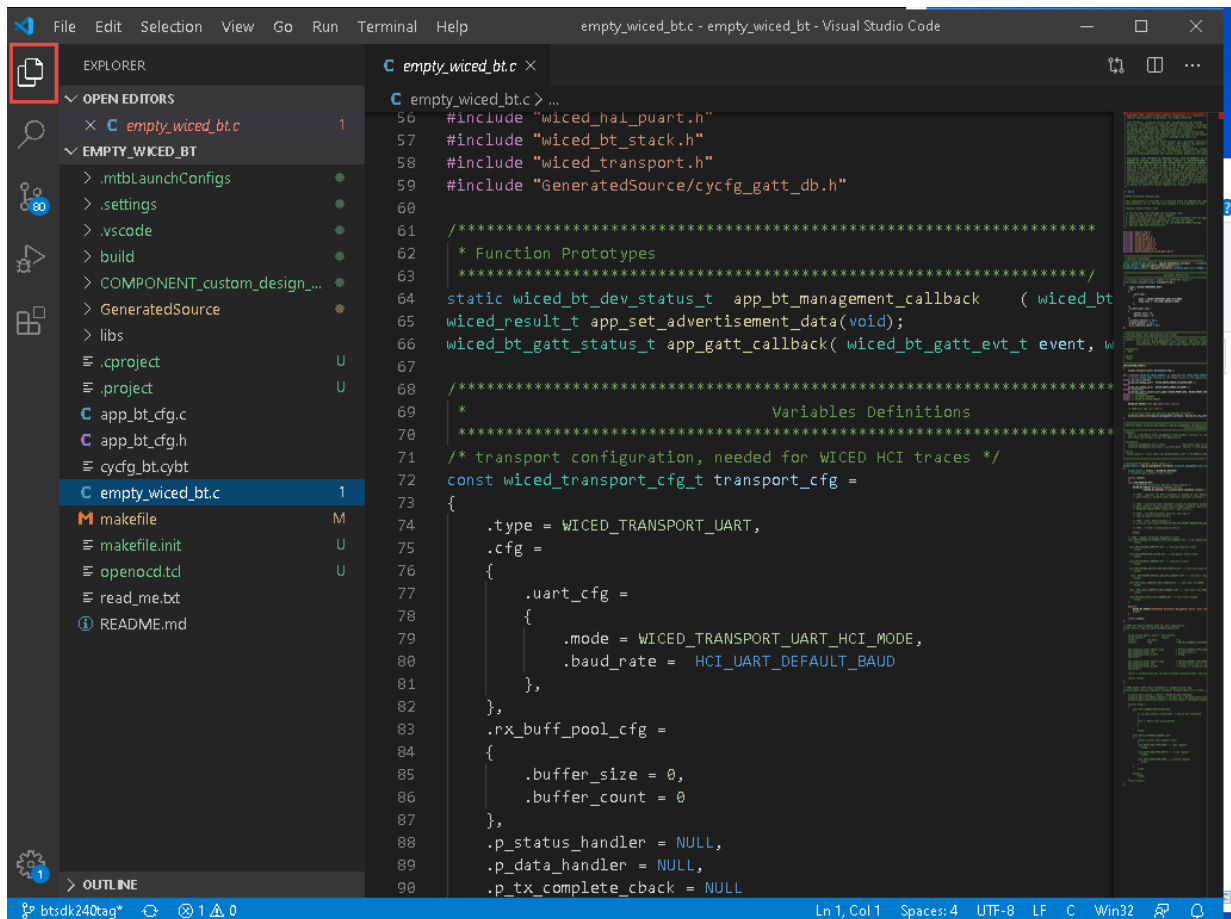 File Edit Selection View Go Run Terminal Help empty_wiced_bt.c - empty_wiced_bt - Visual Studio Code
EXPLORER
OPEN EDITORS
C empty_wiced_bt.c 1
EMPTY_WICED_BT
.mtbLaunchConfigs
.settings
.vscode
build
COMPONENT_custom_design_...
GeneratedSource
libs
.cproject U
.project U
C app_bt_cfg.c
C app_bt_cfg.h
cycfg_bt.cybt
C empty_wiced_bt.c 1
M makefile M
makefile.init U
openocd.tcl U
read_me.txt
README.md
OUTLINE
80
1
C empty_wiced_bt.c ×
C empty_wiced_bt.c > ...
56 #include "wiced_hal_puart.h"
57 #include "wiced_bt_stack.h"
58 #include "wiced_transport.h"
59 #include "GeneratedSource/cycfg_gatt_db.h"
60
61 /*******************************************************************
62 * Function Prototypes
63 ******************************************************************/
64 static wiced_bt_dev_status_t app_bt_management_callback ( wiced_bt
65 wiced_result_t app_set_advertisement_data(void);
66 wiced_bt_gatt_status_t app_gatt_callback( wiced_bt_gatt_evt_t event, w
67
68 /*********************************************************************
69 * Variables Definitions
70 *********************************************************************
71 /* transport configuration, needed for WICED HCI traces */
72 const wiced_transport_cfg_t transport_cfg =
73 {
74 .type = WICED_TRANSPORT_UART,
75 .cfg =
76 {
77 .uart_cfg =
78 {
79 .mode = WICED_TRANSPORT_UART_HCI_MODE,
80 .baud_rate = HCI_UART_DEFAULT_BAUD
81 },
82 },
83 .rx_buff_pool_cfg =
84 {
85 .buffer_size = 0,
86 .buffer_count = 0
87 },
88 .p_status_handler = NULL,
89 .p_data_handler = NULL,
90 .p_tx_complete_cback = NULL
btsdk240tag* 1 0 Ln 1, Col 1 Spaces: 4 UTF-8 LF C Win32